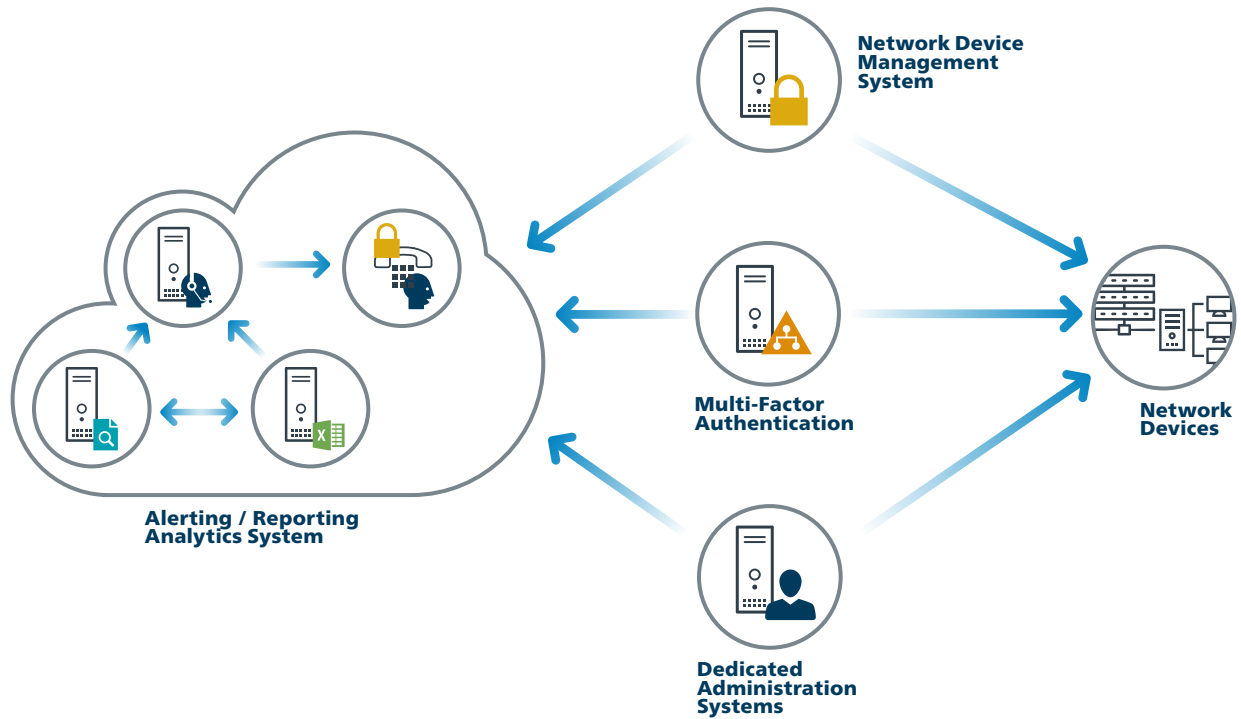 Network Device
Management
System
Multi-Factor
Authentication
Network
Devices
Alerting / Reporting
Analytics System
X
Dedicated
Administration
Systems